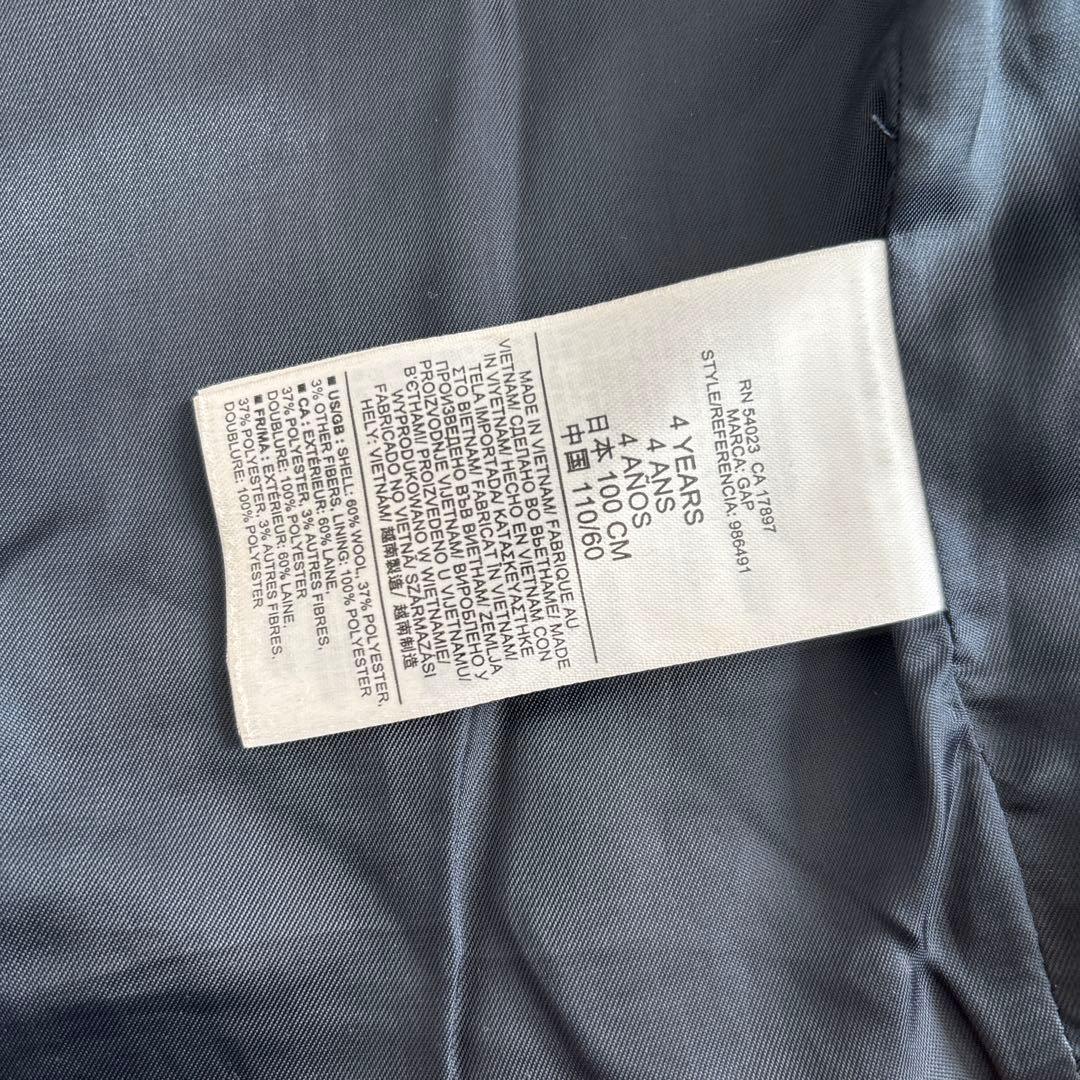 RN 54023 CA 17897
MARCA: GAP
STYLE/REFERENCIA: 986491
4 YEARS
4 ANS
4 AÑOS
日本 100 CM
中国 110/60
MADE IN VIETNAM/ FABRIQUE AU
VIETNAM/ СДЕЛАНО ВО ВЬЕТНАМЕ/ MADE
IN VIYETNAM/ HECHO EN VIETNAM CON
TELA IMPORTADA/ ΚΑΤΑΣΚΕΥΑΣΤΗΚΕ
ΣΤΟ ΒΙΕΤΝΑΜ/ FABRICAT IN VIETNAM/
ПРОИЗВЕДЕНО ВЪВ ВИЕТНАМ/ ZEMLJA
PROIZVODNJE VIJETNAM/ ВИРОБЛЕНО У
В'ЄТНАМІ/ PROIZVEDENO U VIJETNAMU/
WYPRODUKOWANO W WIETNAMIE/
FABRICADO NO VIETNÃ/ SZÁRMAZÁSI
HELY: VIETNÁM/ 越南製造/ 越南制造
■ US/GB : SHELL: 60% WOOL, 37% POLYESTER,
3% OTHER FIBERS, LINING: 100% POLYESTER
■ CA : EXTÉRIEUR: 60% LAINE,
37% POLYESTER, 3% AUTRES FIBRES,
DOUBLURE: 100% POLYESTER
■ FR/MA : EXTÉRIEUR: 60% LAINE,
37% POLYESTER, 3% AUTRES FIBRES,
DOUBLURE: 100% POLYESTER